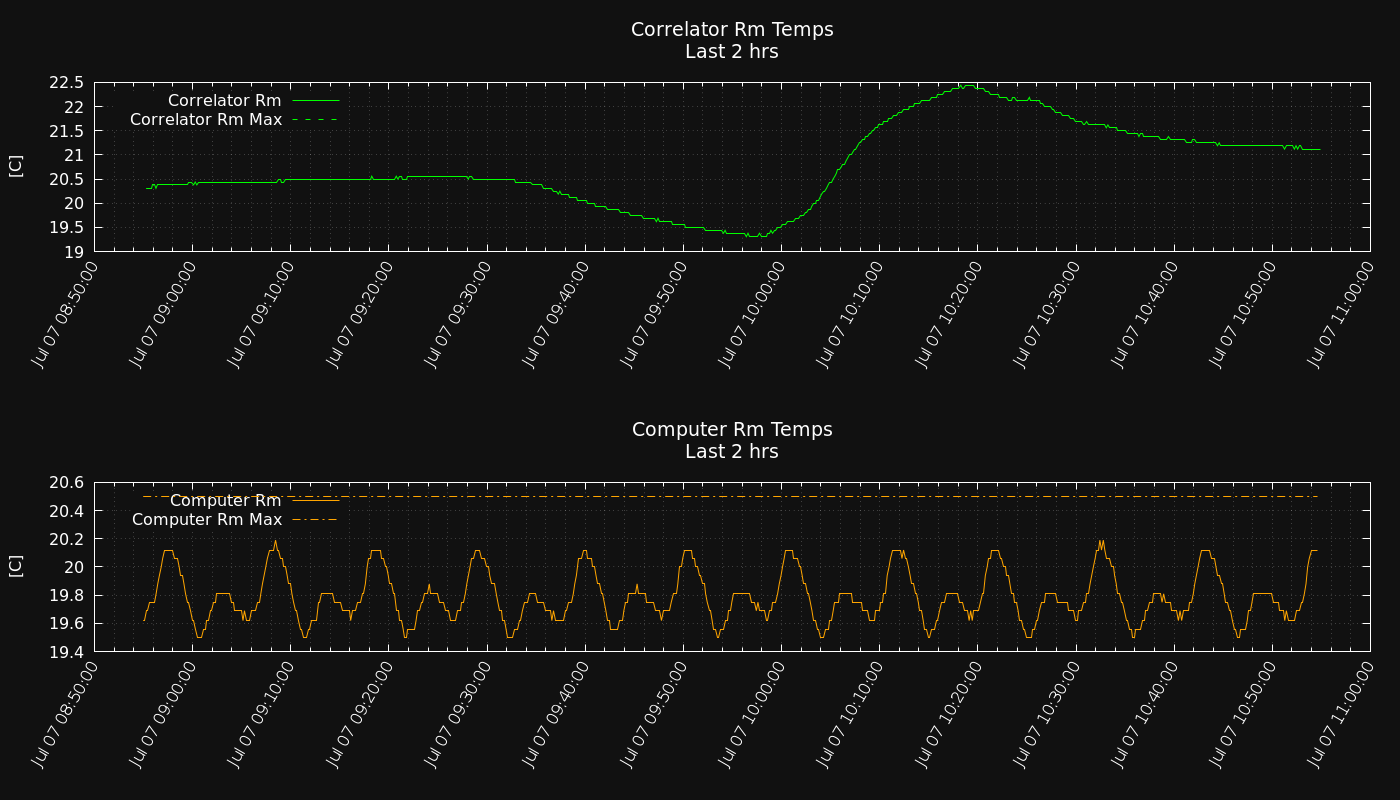 Correlator Rm Temps
Last 2 hrs
22.5
22
21.5
21
20.5
20
19.5
19
[C]
Correlator Rm
Correlator Rm Max
Jul 07 08:50:00
Jul 07 09:00:00
Jul 07 09:10:00
Jul 07 09:20:00
Jul 07 09:30:00
Jul 07 09:40:00
Jul 07 09:50:00
Jul 07 10:00:00
Jul 07 10:10:00
Jul 07 10:20:00
Jul 07 10:30:00
Jul 07 10:40:00
Jul 07 10:50:00
Jul 07 11:00:00
Computer Rm Temps
Last 2 hrs
20.6
20.4
20.2
20
19.8
19.6
19.4
[C]
Computer Rm
Computer Rm Max
Jul 07 08:50:00
Jul 07 09:00:00
Jul 07 09:10:00
Jul 07 09:20:00
Jul 07 09:30:00
Jul 07 09:40:00
Jul 07 09:50:00
Jul 07 10:00:00
Jul 07 10:10:00
Jul 07 10:20:00
Jul 07 10:30:00
Jul 07 10:40:00
Jul 07 10:50:00
Jul 07 11:00:00